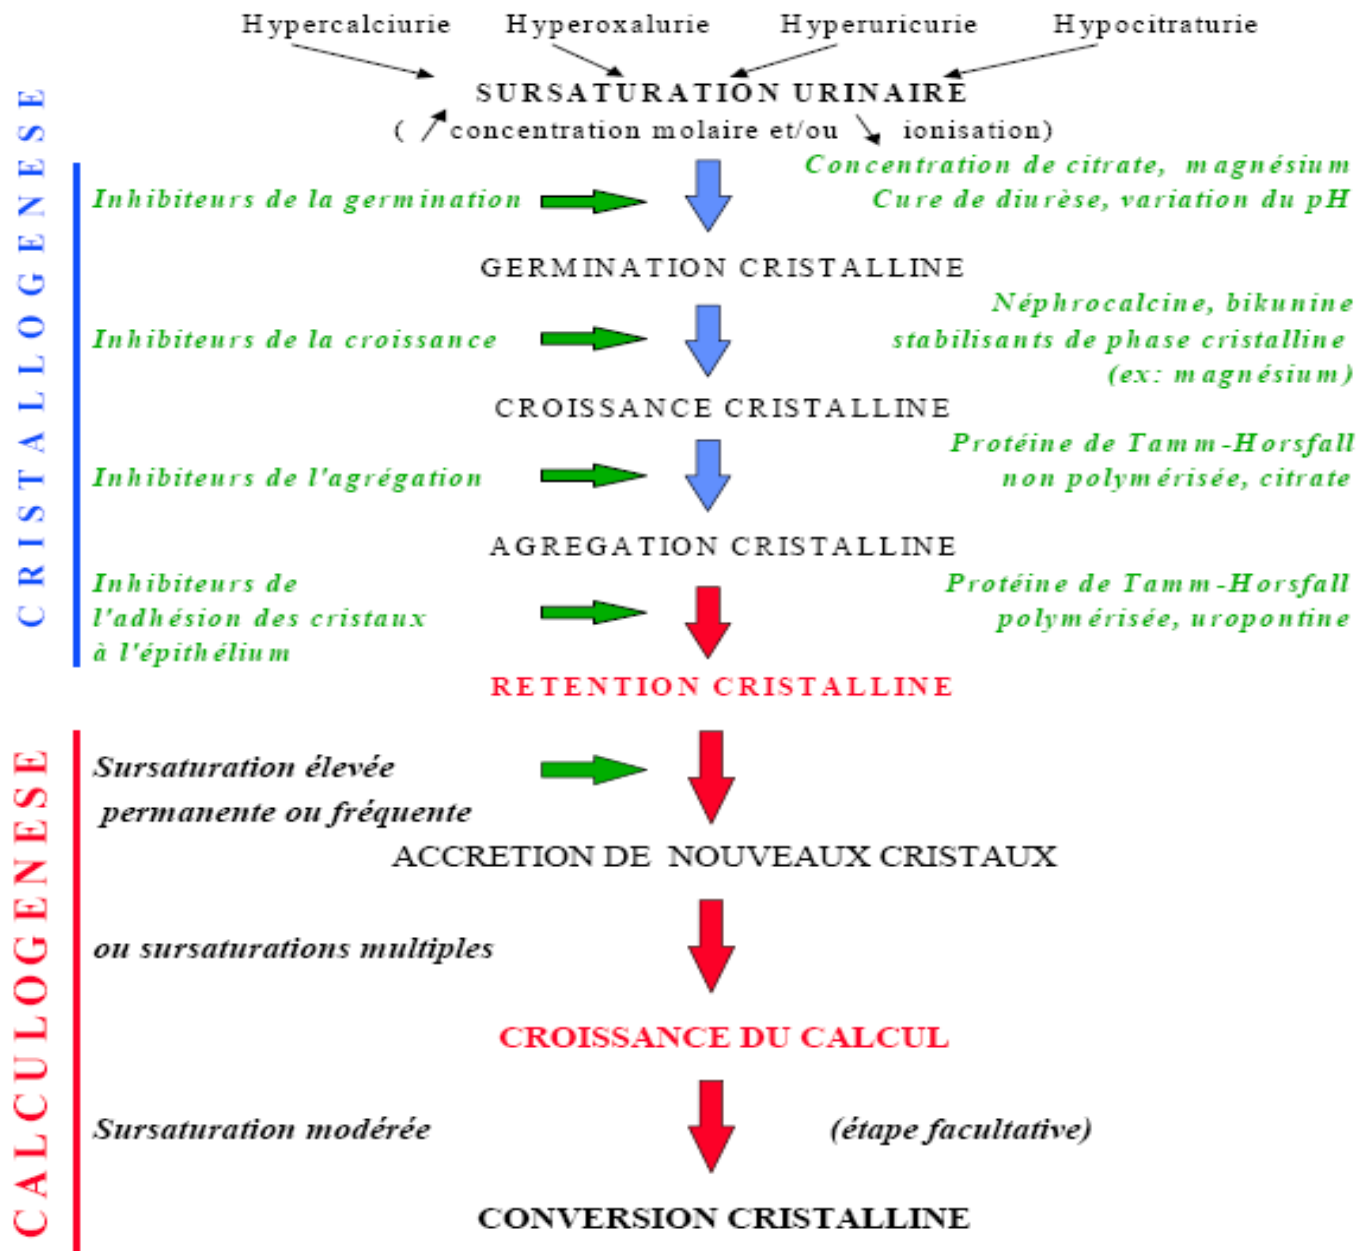 Hypercalciurie Hyperoxalurie Hyperuricurie Hypocitraturie
SURSATURATION URINAIRE
( concentration molaire et/ou ionisation)
CRISTALLOGENESE
Concentration de citrate, magnésium
Inhibiteurs de la germination Cure de diurèse, variation du pH
GERMINATION CRISTALLINE
Néphrocalcine, bikunine
Inhibiteurs de la croissance stabilisants de phase cristalline
(ex: magnésium)
CROISSANCE CRISTALLINE
Protéine de Tamm-Horsfall
Inhibiteurs de l'agrégation non polymérisée, citrate
AGREGATION CRISTALLINE
Inhibiteurs de Protéine de Tamm-Horsfall
l'adhésion des cristaux polymérisée, uropontine
à l'épithélium
RETENTION CRISTALLINE
CALCULOGENESE
Sursaturation élevée
permanente ou fréquente
ACCRETION DE NOUVEAUX CRISTAUX
ou sursaturations multiples
CROISSANCE DU CALCUL
Sursaturation modérée (étape facultative)
CONVERSION CRISTALLINE